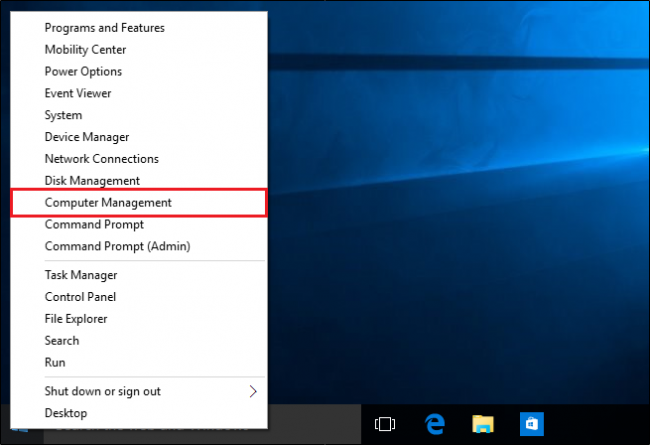 Programs and Features
Mobility Center
Power Options
Event Viewer
System
Device Manager
Network Connections
Disk Management
Computer Management
Command Prompt
Command Prompt (Admin)
Task Manager
Control Panel
File Explorer
Search
Run
Shut down or sign out
Desktop